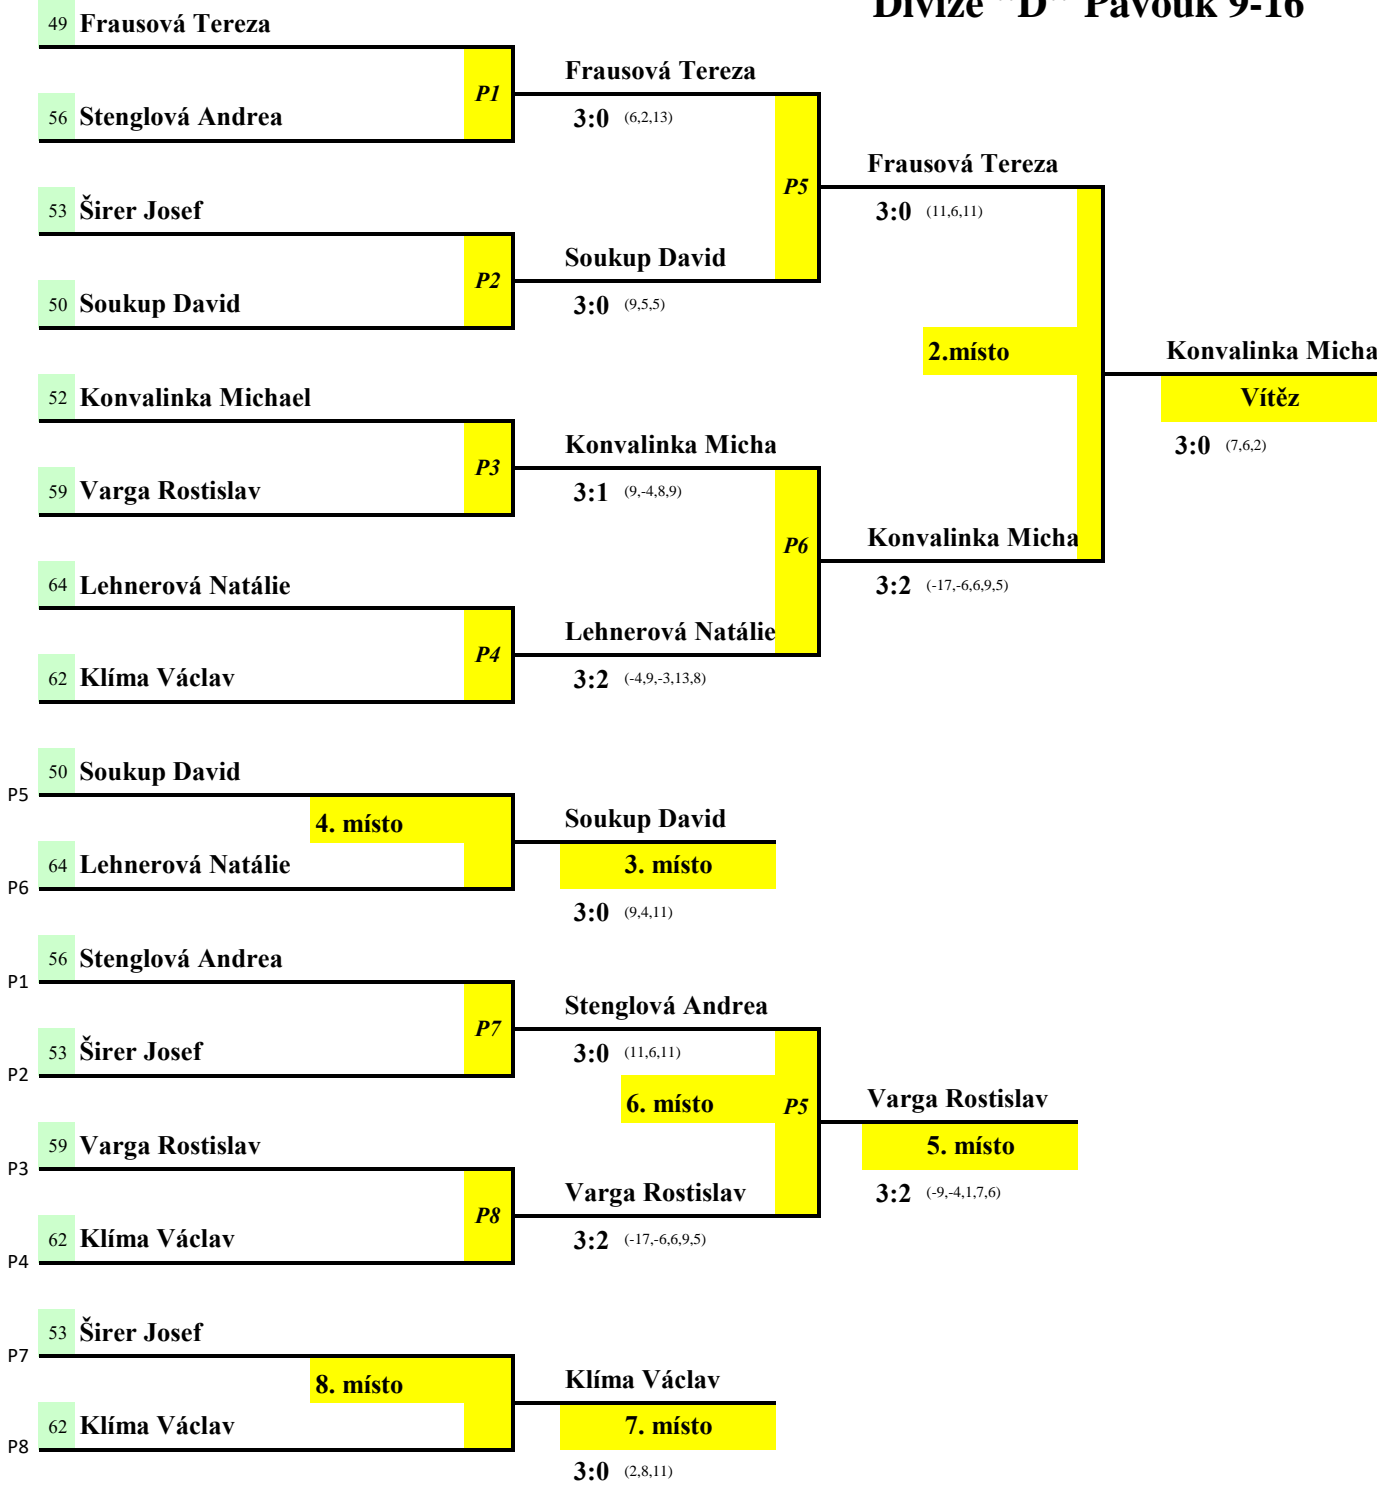 Divize "D" Pavouk 9-16
49 Frausová Tereza
P1 Frausová Tereza
56 Stenglová Andrea
3:0 (6,2,13)
P5 Frausová Tereza
3:0 (11,6,11)
53 Širer Josef
P2 Soukup David
50 Soukup David
3:0 (9,5,5)
2.místo
Konvalinka Micha
Vítěz
3:0 (7,6,2)
52 Konvalinka Michael
P3 Konvalinka Micha
59 Varga Rostislav
3:1 (9,-4,8,9)
P6 Konvalinka Micha
3:2 (-17,-6,6,9,5)
64 Lehnerová Natálie
P4 Lehnerová Natálie
62 Klíma Václav
3:2 (-4,9,-3,13,8)
50 Soukup David
P5
4. místo
Soukup David
64 Lehnerová Natálie
3. místo
P6
3:0 (9,4,11)
56 Stenglová Andrea
P1
P7 Stenglová Andrea
53 Širer Josef
3:0 (11,6,11)
P2
6. místo P5 Varga Rostislav
5. místo
3:2 (-9,-4,1,7,6)
59 Varga Rostislav
P3
P8 Varga Rostislav
62 Klíma Václav
3:2 (-17,-6,6,9,5)
P4
53 Širer Josef
P7
8. místo
Klíma Václav
62 Klíma Václav
7. místo
P8
3:0 (2,8,11)